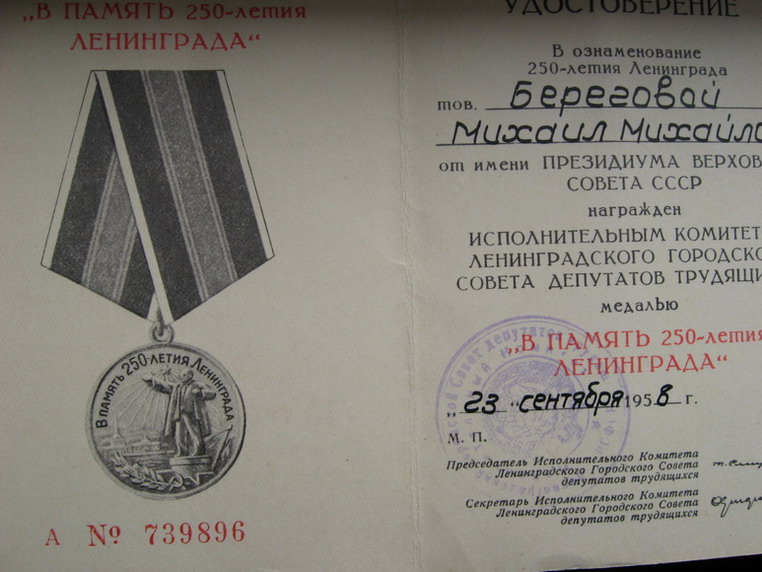 „В ПАМЯТЬ 250-летия
ЛЕНИНГРАДА“
В ПАМЯТЬ 250-ЛЕТИЯ ЛЕНИНГРАДА
А № 739896
УДОСТОВЕРЕНИЕ
В ознаменование
250-летия Ленинграда
тов. Береговой
Михаил Михайло
от имени ПРЕЗИДИУМА ВЕРХОВ
СОВЕТА СССР
награжден
ИСПОЛНИТЕЛЬНЫМ КОМИТЕТ
ЛЕНИНГРАДСКОГО ГОРОДСКО
СОВЕТА ДЕПУТАТОВ ТРУДЯЩИ
медалью
„В ПАМЯТЬ 250-летия
ЛЕНИНГРАДА“
„23“ сентября 1958 г.
М. П.
Председатель Исполнительного Комитета
Ленинградского Городского Совета
депутатов трудящихся
Секретарь Исполнительного Комитета
Ленинградского Городского Совета
депутатов трудящихся